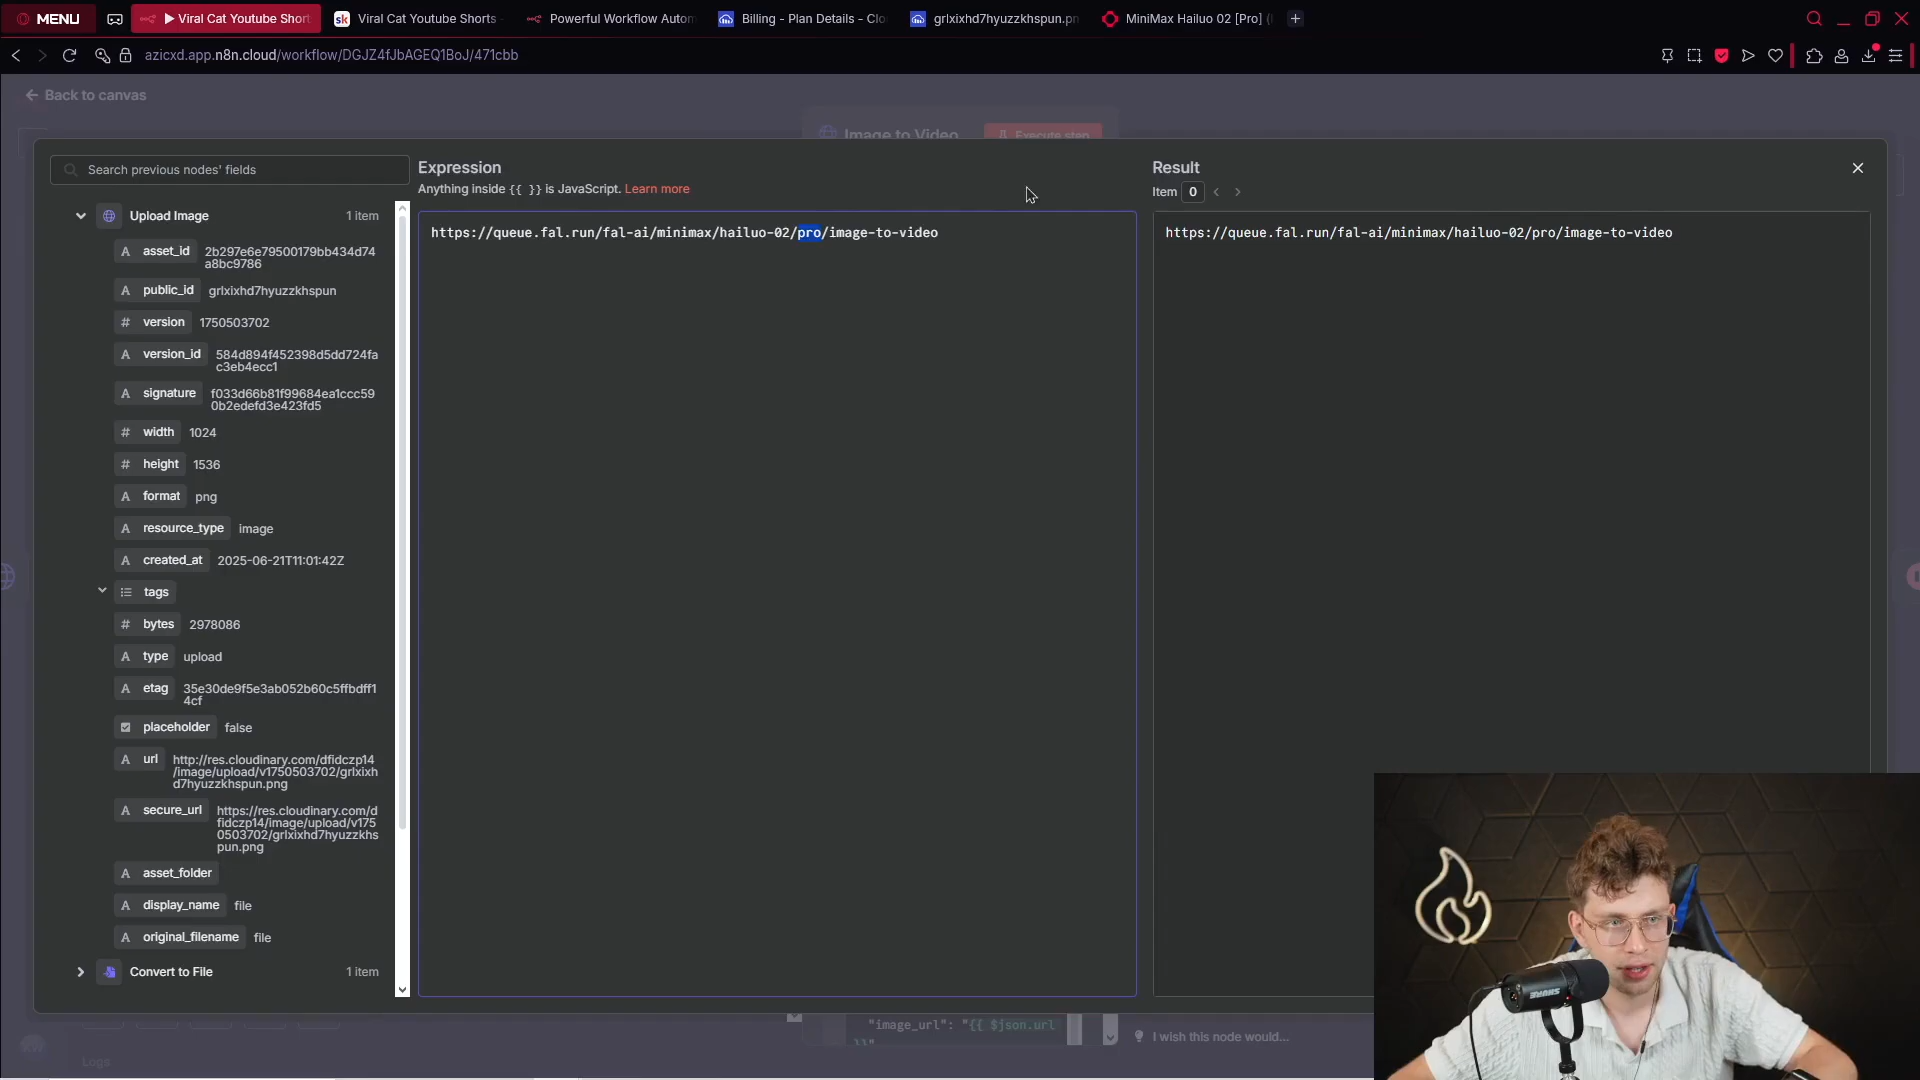 MENU
Viral Cat Youtube Short
Viral Cat Youtube Shorts
Powerful Workflow Autom
Billing - Plan Details - Clo
grlxixhd7hyuzzkhspun.pn
MiniMax Hailuo 02 [Pro] (
azicxd.app.n8n.cloud/workflow/DGJZ4fJbAGEQ1BoJ/471cbb
Back to canvas
Image to Video
Execute step
Search previous nodes' fields
Expression
Anything inside {{ }} is JavaScript. Learn more
Result
Item 0
Upload Image 1 item
https://queue.fal.run/fal-ai/minimax/hailuo-02/pro/image-to-video
https://queue.fal.run/fal-ai/minimax/hailuo-02/pro/image-to-video
A asset_id 2b297e6e79500179bb434d74
a8bc9786
A public_id grlxixhd7hyuzzkhspun
# version 1750503702
A version_id 584d894f452398d5dd724fa
c3eb4ecc1
A signature f033d66b81f99684ea1ccc59
0b2edefd3e423fd5
# width 1024
# height 1536
A format png
A resource_type image
A created_at 2025-06-21T11:01:42Z
tags
# bytes 2978086
A type upload
A etag 35e30de9f5e3ab052b60c5ffbdff1
4cf
placeholder false
A url http://res.cloudinary.com/dfidczp14
/image/upload/v1750503702/grlxixh
d7hyuzzkhspun.png
A secure_url https://res.cloudinary.com/d
fidczp14/image/upload/v175
0503702/grlxixhd7hyuzzkhs
pun.png
A asset_folder
A display_name file
A original_filename file
Convert to File 1 item
"image_url": "{{ $json.url
}}"
I wish this node would...
Logs
SHURE